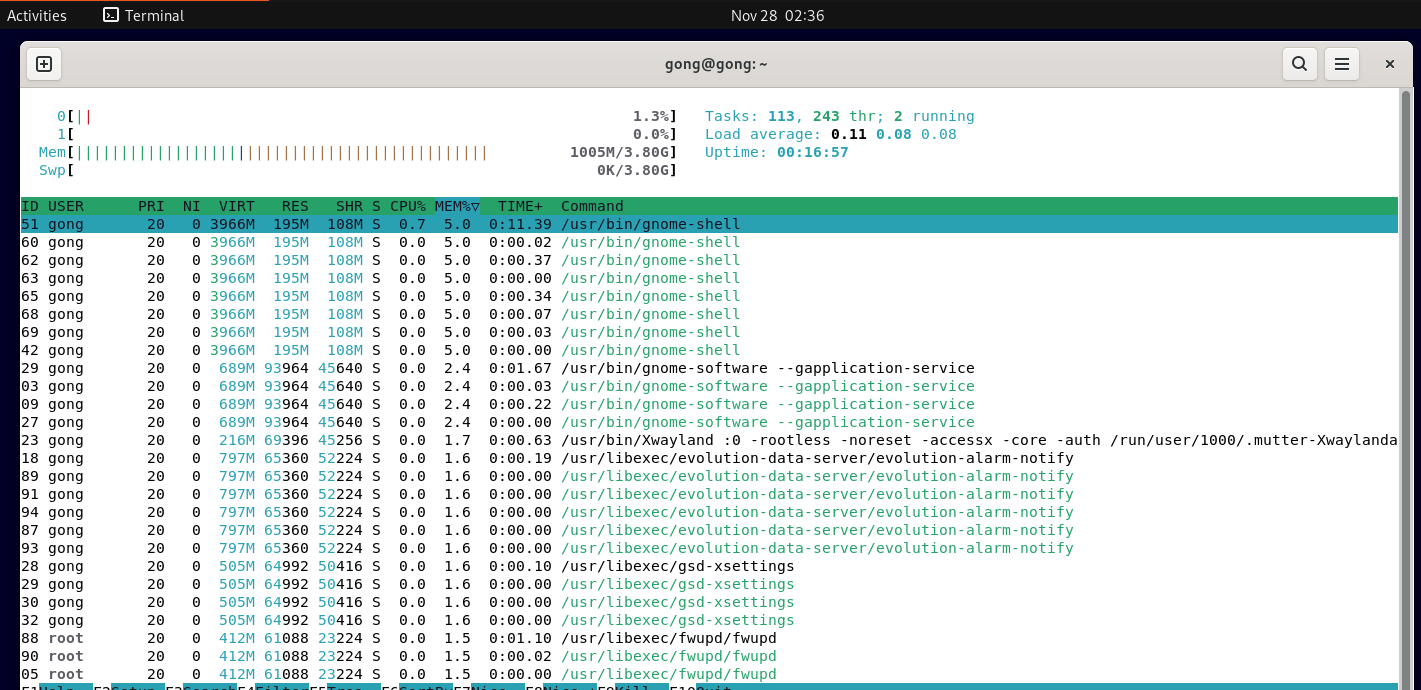 Activities Terminal Nov 28 02:36
gong@gong: ~
0[|| 1.3%] Tasks: 113, 243 thr; 2 running
1[ 0.0%] Load average: 0.11 0.08 0.08
Mem[|||||||||||||||||||||||||||||||||||||||||||||| 1005M/3.80G] Uptime: 00:16:57
Swp[ 0K/3.80G]
ID USER PRI NI VIRT RES SHR S CPU% MEM%▽ TIME+ Command
51 gong 20 0 3966M 195M 108M S 0.7 5.0 0:11.39 /usr/bin/gnome-shell
60 gong 20 0 3966M 195M 108M S 0.0 5.0 0:00.02 /usr/bin/gnome-shell
62 gong 20 0 3966M 195M 108M S 0.0 5.0 0:00.37 /usr/bin/gnome-shell
63 gong 20 0 3966M 195M 108M S 0.0 5.0 0:00.00 /usr/bin/gnome-shell
65 gong 20 0 3966M 195M 108M S 0.0 5.0 0:00.34 /usr/bin/gnome-shell
68 gong 20 0 3966M 195M 108M S 0.0 5.0 0:00.07 /usr/bin/gnome-shell
69 gong 20 0 3966M 195M 108M S 0.0 5.0 0:00.03 /usr/bin/gnome-shell
42 gong 20 0 3966M 195M 108M S 0.0 5.0 0:00.00 /usr/bin/gnome-shell
29 gong 20 0 689M 93964 45640 S 0.0 2.4 0:01.67 /usr/bin/gnome-software --gapplication-service
03 gong 20 0 689M 93964 45640 S 0.0 2.4 0:00.03 /usr/bin/gnome-software --gapplication-service
09 gong 20 0 689M 93964 45640 S 0.0 2.4 0:00.22 /usr/bin/gnome-software --gapplication-service
27 gong 20 0 689M 93964 45640 S 0.0 2.4 0:00.00 /usr/bin/gnome-software --gapplication-service
23 gong 20 0 216M 69396 45256 S 0.0 1.7 0:00.63 /usr/bin/Xwayland :0 -rootless -noreset -accessx -core -auth /run/user/1000/.mutter-Xwaylanda
18 gong 20 0 797M 65360 52224 S 0.0 1.6 0:00.19 /usr/libexec/evolution-data-server/evolution-alarm-notify
89 gong 20 0 797M 65360 52224 S 0.0 1.6 0:00.00 /usr/libexec/evolution-data-server/evolution-alarm-notify
91 gong 20 0 797M 65360 52224 S 0.0 1.6 0:00.00 /usr/libexec/evolution-data-server/evolution-alarm-notify
94 gong 20 0 797M 65360 52224 S 0.0 1.6 0:00.00 /usr/libexec/evolution-data-server/evolution-alarm-notify
87 gong 20 0 797M 65360 52224 S 0.0 1.6 0:00.00 /usr/libexec/evolution-data-server/evolution-alarm-notify
93 gong 20 0 797M 65360 52224 S 0.0 1.6 0:00.00 /usr/libexec/evolution-data-server/evolution-alarm-notify
28 gong 20 0 505M 64992 50416 S 0.0 1.6 0:00.10 /usr/libexec/gsd-xsettings
29 gong 20 0 505M 64992 50416 S 0.0 1.6 0:00.00 /usr/libexec/gsd-xsettings
30 gong 20 0 505M 64992 50416 S 0.0 1.6 0:00.00 /usr/libexec/gsd-xsettings
32 gong 20 0 505M 64992 50416 S 0.0 1.6 0:00.00 /usr/libexec/gsd-xsettings
88 root 20 0 412M 61088 23224 S 0.0 1.5 0:01.10 /usr/libexec/fwupd/fwupd
90 root 20 0 412M 61088 23224 S 0.0 1.5 0:00.02 /usr/libexec/fwupd/fwupd
05 root 20 0 412M 61088 23224 S 0.0 1.5 0:00.00 /usr/libexec/fwupd/fwupd